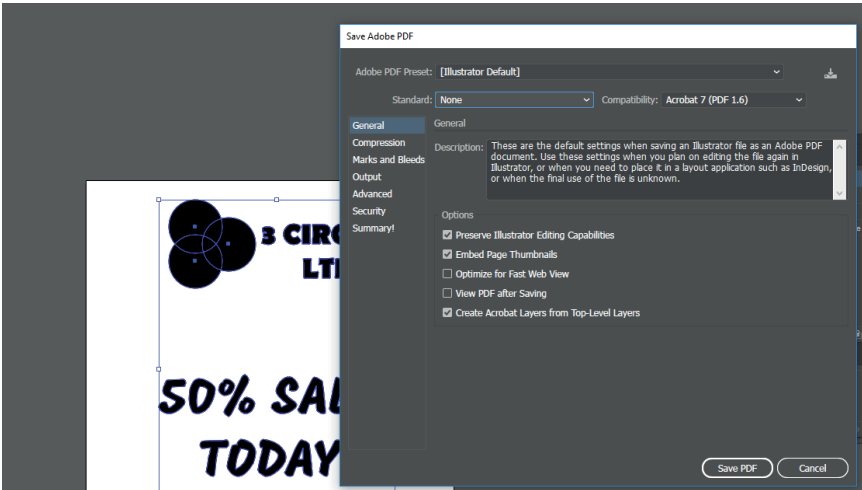 Save Adobe PDF
Adobe PDF Preset: [Illustrator Default]
Standard: None Compatibility: Acrobat 7 (PDF 1.6)
General
Compression
Marks and Bleeds
Output
Advanced
Security
Summary!
General
Description: These are the default settings when saving an Illustrator file as an Adobe PDF
document. Use these settings when you plan on editing the file again in
Illustrator, or when you need to place it in a layout application such as InDesign,
or when the final use of the file is unknown.
Options
Preserve Illustrator Editing Capabilities
Embed Page Thumbnails
Optimize for Fast Web View
View PDF after Saving
Create Acrobat Layers from Top-Level Layers
Save PDF Cancel
3 CIRC
LT
50% SAL
TODAY